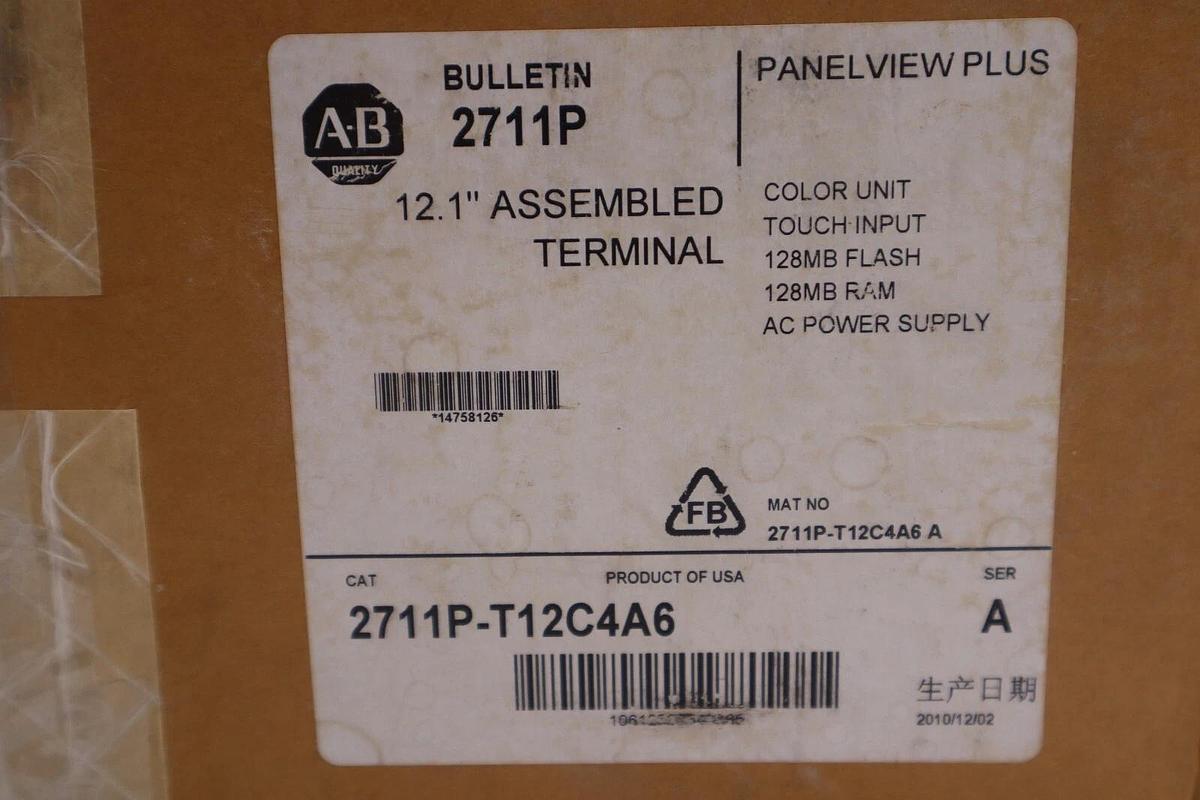 A·B
QUALITY
BULLETIN
2711P
PANELVIEW PLUS
12.1" ASSEMBLED
TERMINAL
COLOR UNIT
TOUCH INPUT
128MB FLASH
128MB RAM
AC POWER SUPPLY
*14758126*
FB
MAT NO
2711P-T12C4A6 A
CAT
PRODUCT OF USA
SER
2711P-T12C4A6
A
生产日期
2010/12/02